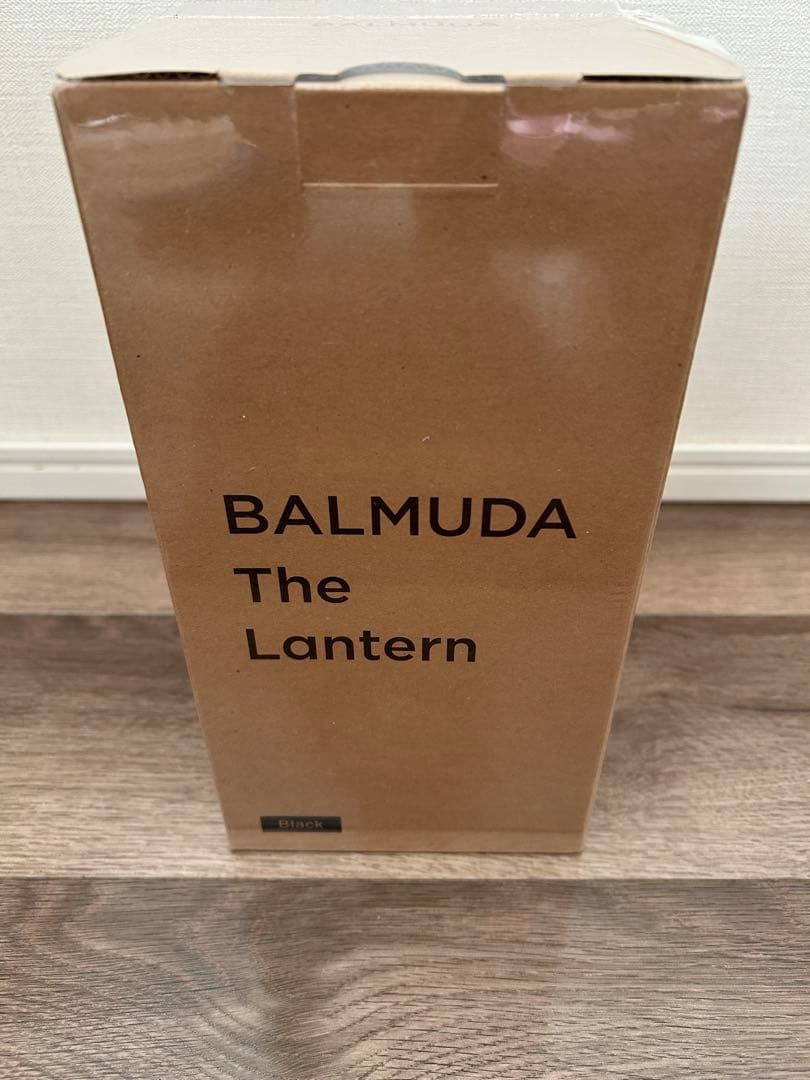 BALMUDA
The
Lantern
Black